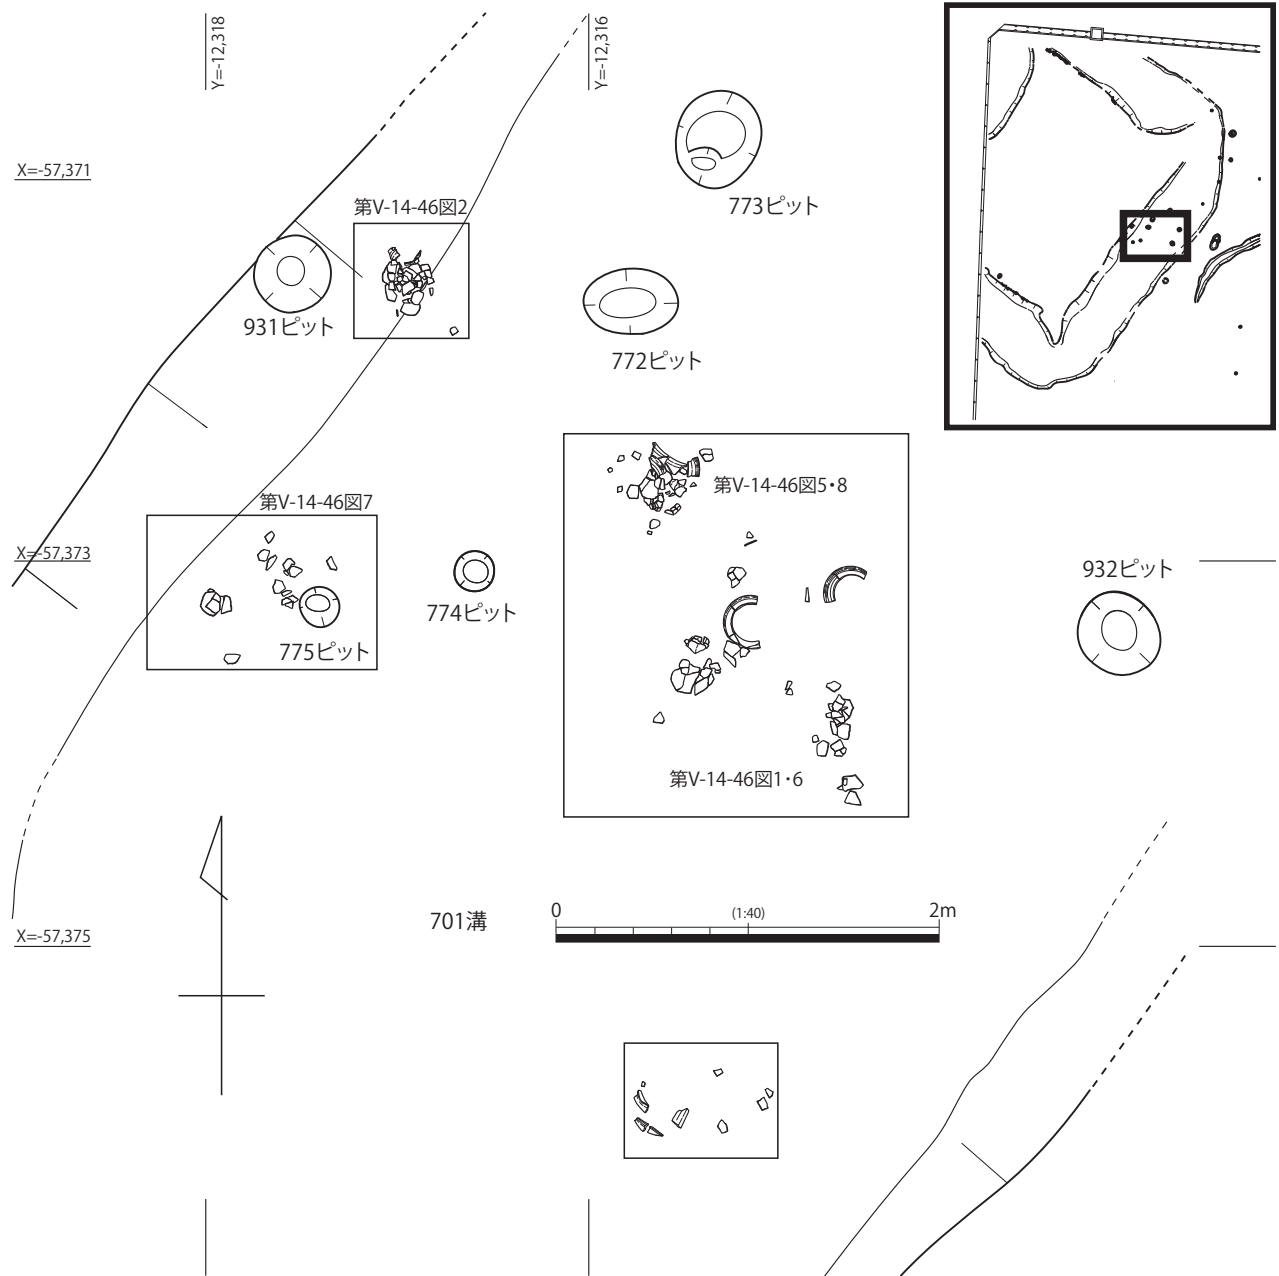 Y=-12,318
Y=-12,316
X=-57,371
第V-14-46図2
773ピット
931ピット
772ピット
第V-14-46図5・8
第V-14-46図7
X=-57,373
932ピット
774ピット
775ピット
第V-14-46図1・6
701溝
0
(1:40)
2m
X=-57,375